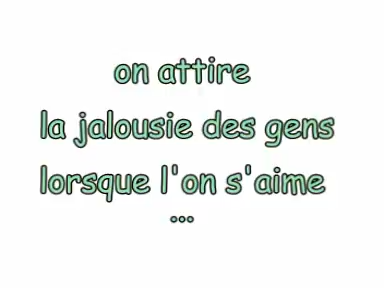 on attire
la jalousie des gens
lorsque l'on s'aime
...